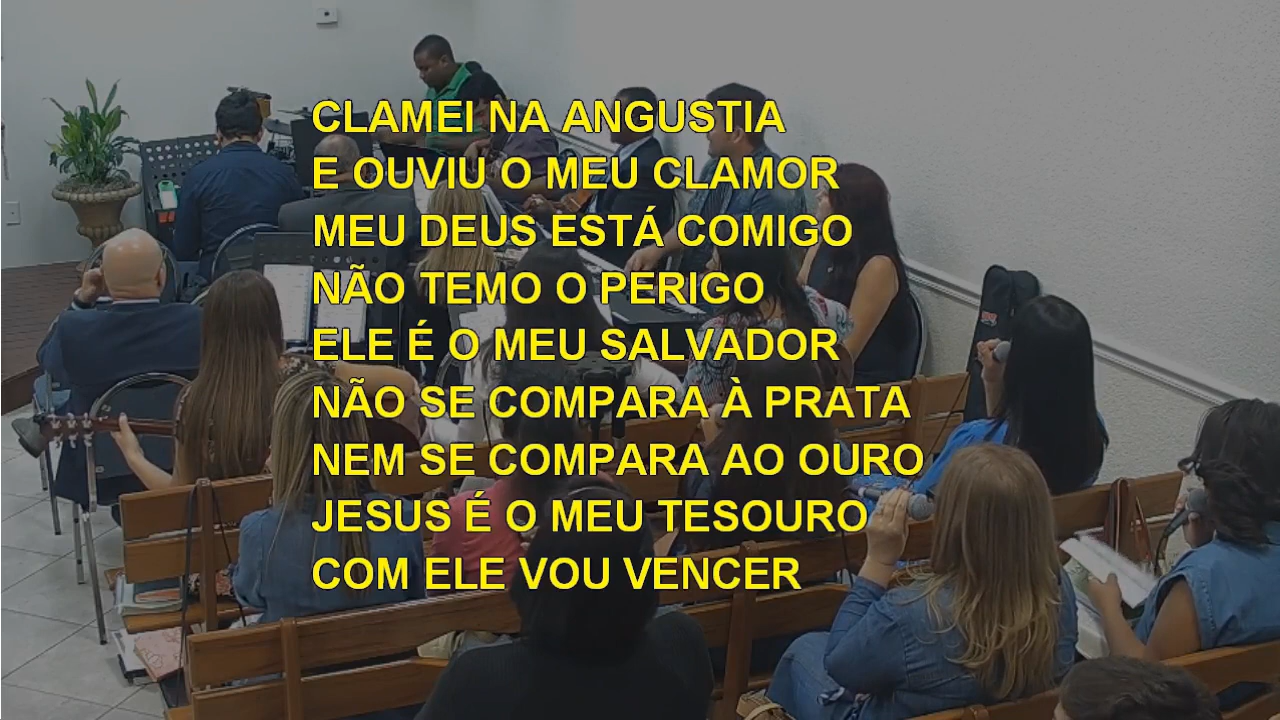 CLAMEI NA ANGUSTIA
E OUVIU O MEU CLAMOR
MEU DEUS ESTÁ COMIGO
NÃO TEMO O PERIGO
ELE É O MEU SALVADOR
NÃO SE COMPARA À PRATA
NEM SE COMPARA AO OURO
JESUS É O MEU TESOURO
COM ELE VOU VENCER